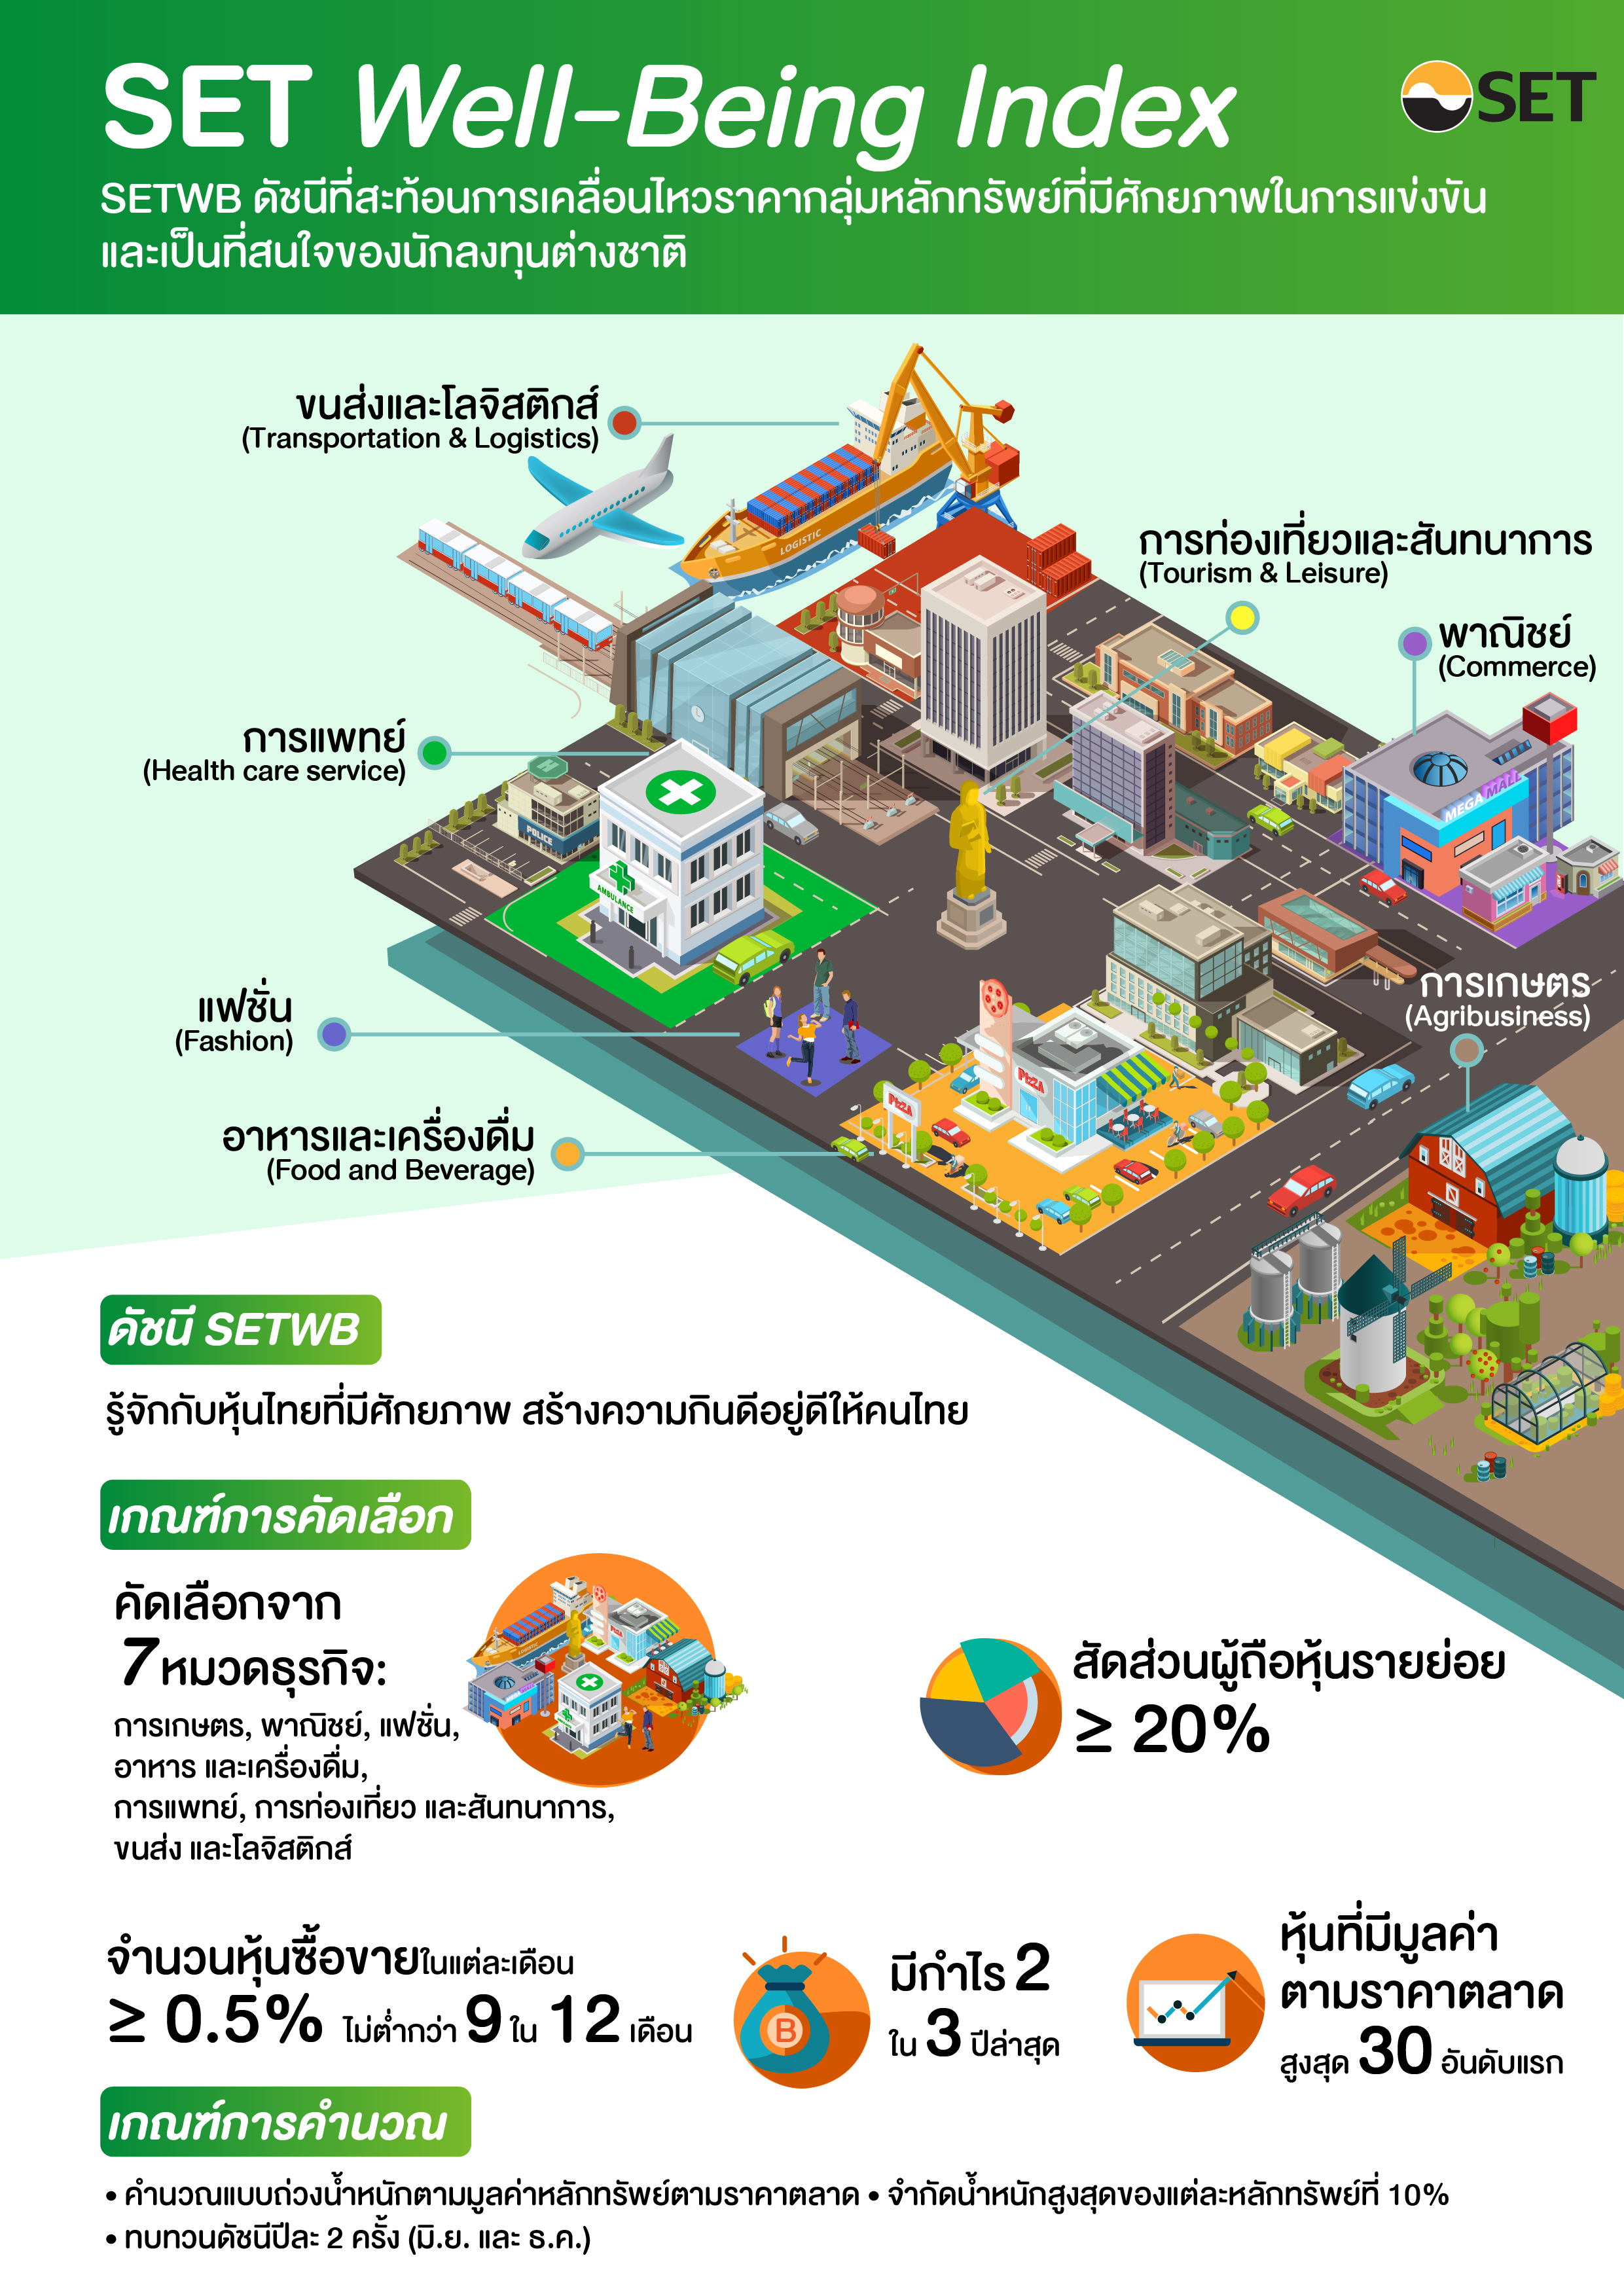 SET Well-Being Index
SET
SETWB ดัชนีที่สะท้อนการเคลื่อนไหวราคากลุ่มหลักทรัพย์ที่มีศักยภาพในการแข่งขัน
และเป็นที่สนใจของนักลงทุนต่างชาติ
ขนส่งและโลจิสติกส์
(Transportation & Logistics)
LOGISTIC
การท่องเที่ยวและสันทนาการ
(Tourism & Leisure)
พาณิชย์
(Commerce)
การแพทย์
(Health care service)
H
POLICE
MEGA MALL
AMBULANCE
แฟชั่น
(Fashion)
การเกษตร
(Agribusiness)
PIZZA
PIZZA
อาหารและเครื่องดื่ม
(Food and Beverage)
ดัชนี SETWB
รู้จักกับหุ้นไทยที่มีศักยภาพ สร้างความกินดีอยู่ดีให้คนไทย
เกณฑ์การคัดเลือก
คัดเลือกจาก
7 หมวดธุรกิจ:
การเกษตร, พาณิชย์, แฟชั่น,
อาหาร และเครื่องดื่ม,
การแพทย์, การท่องเที่ยว และสันทนาการ,
ขนส่ง และโลจิสติกส์
สัดส่วนผู้ถือหุ้นรายย่อย
≥ 20%
จำนวนหุ้นซื้อขายในแต่ละเดือน
≥ 0.5% ไม่ต่ำกว่า 9 ใน 12 เดือน
B
มีกำไร 2
ใน 3 ปีล่าสุด
หุ้นที่มีมูลค่า
ตามราคาตลาด
สูงสุด 30 อันดับแรก
เกณฑ์การคำนวณ
• คำนวณแบบถ่วงน้ำหนักตามมูลค่าหลักทรัพย์ตามราคาตลาด • จำกัดน้ำหนักสูงสุดของแต่ละหลักทรัพย์ที่ 10%
• ทบทวนดัชนีปีละ 2 ครั้ง (มิ.ย. และ ธ.ค.)